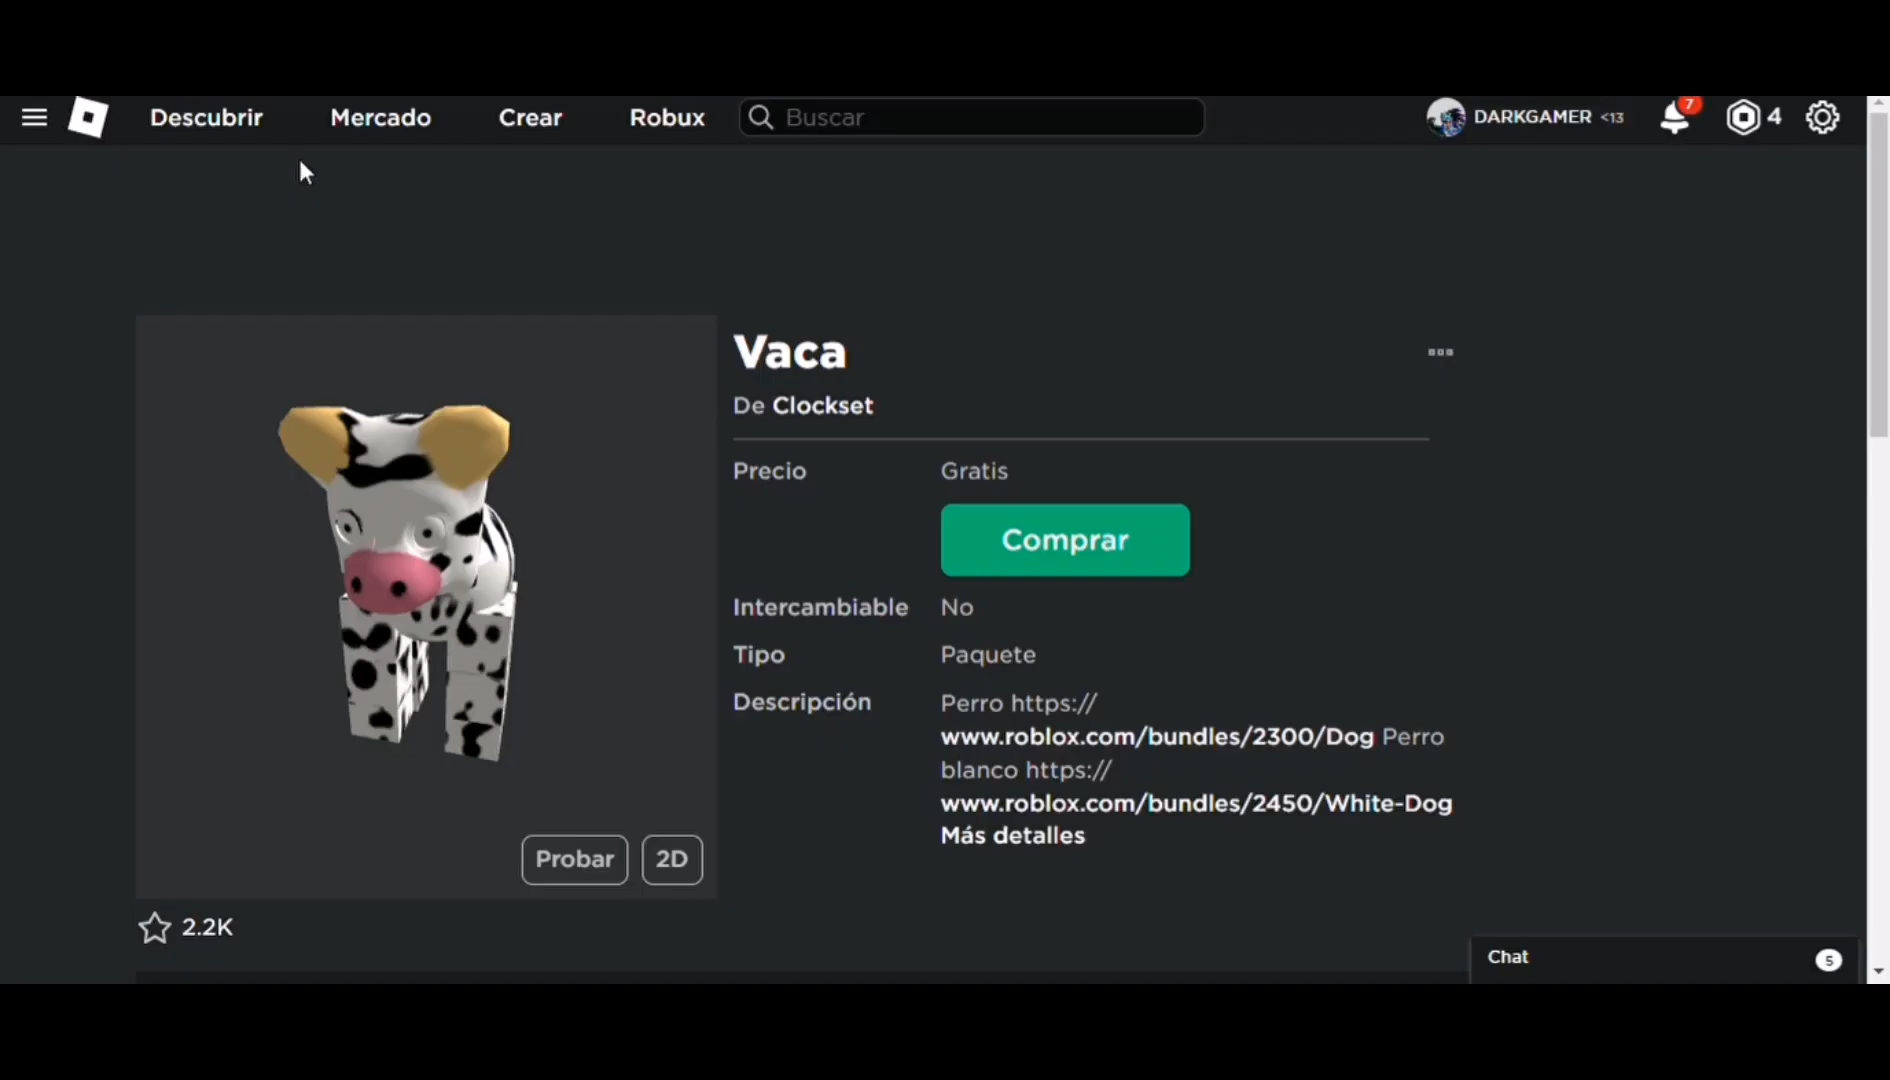 Descubrir Mercado Crear Robux Buscar DARKGAMER <13 7 4
Vaca
De Clockset
Precio Gratis
Comprar
Intercambiable No
Tipo Paquete
Descripción Perro https://
www.roblox.com/bundles/2300/Dog Perro
blanco https://
www.roblox.com/bundles/2450/White-Dog
Más detalles
Probar 2D
2.2K
Chat 5